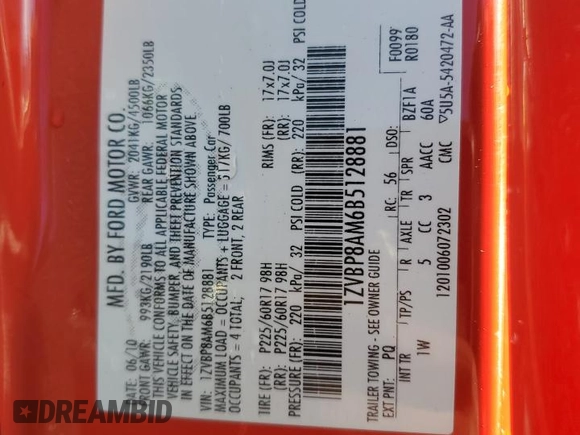 MFD. BY FORD MOTOR CO.
DATE: 06/10 GVWR: 2041KG/4500LB
FRONT GAWR: 993KG/2190LB REAR GAWR: 1066KG/2350LB
THIS VEHICLE CONFORMS TO ALL APPLICABLE FEDERAL MOTOR
VEHICLE SAFETY, BUMPER, AND THEFT PREVENTION STANDARDS
IN EFFECT ON THE DATE OF MANUFACTURE SHOWN ABOVE.
VIN: 1ZVBP8AM6B5128881 TYPE: Passenger Car
MAXIMUM LOAD = OCCUPANTS + LUGGAGE = 317KG/700LB
OCCUPANTS = 4 TOTAL; 2 FRONT, 2 REAR
TIRE (FR): P225/60R17 98H RIMS (FR): 17x7.0J
(RR): P225/60R17 98H (RR): 17x7.0J
PRESSURE (FR): 220 kPa/ 32 PSI COLD (RR): 220 kPa/ 32 PSI COLD
1ZVBP8AM6B5128881
TRAILER TOWING - SEE OWNER GUIDE
F0099
R0180
EXT PNT: PQ RC: 56 DSO:
INT TR TP/PS R AXLE TR SPR BZF1A
1W 5 CC 3 AACC 60A
1201006072302 CMC ▽5U5A-5420472-AA
DREAMBID